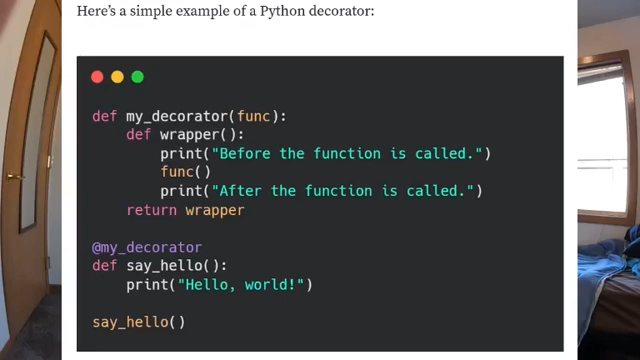 Here's a simple example of a Python decorator:
def my_decorator(func):
    def wrapper():
        print("Before the function is called.")
        func()
        print("After the function is called.")
    return wrapper
@my_decorator
def say_hello():
    print("Hello, world!")
say_hello()